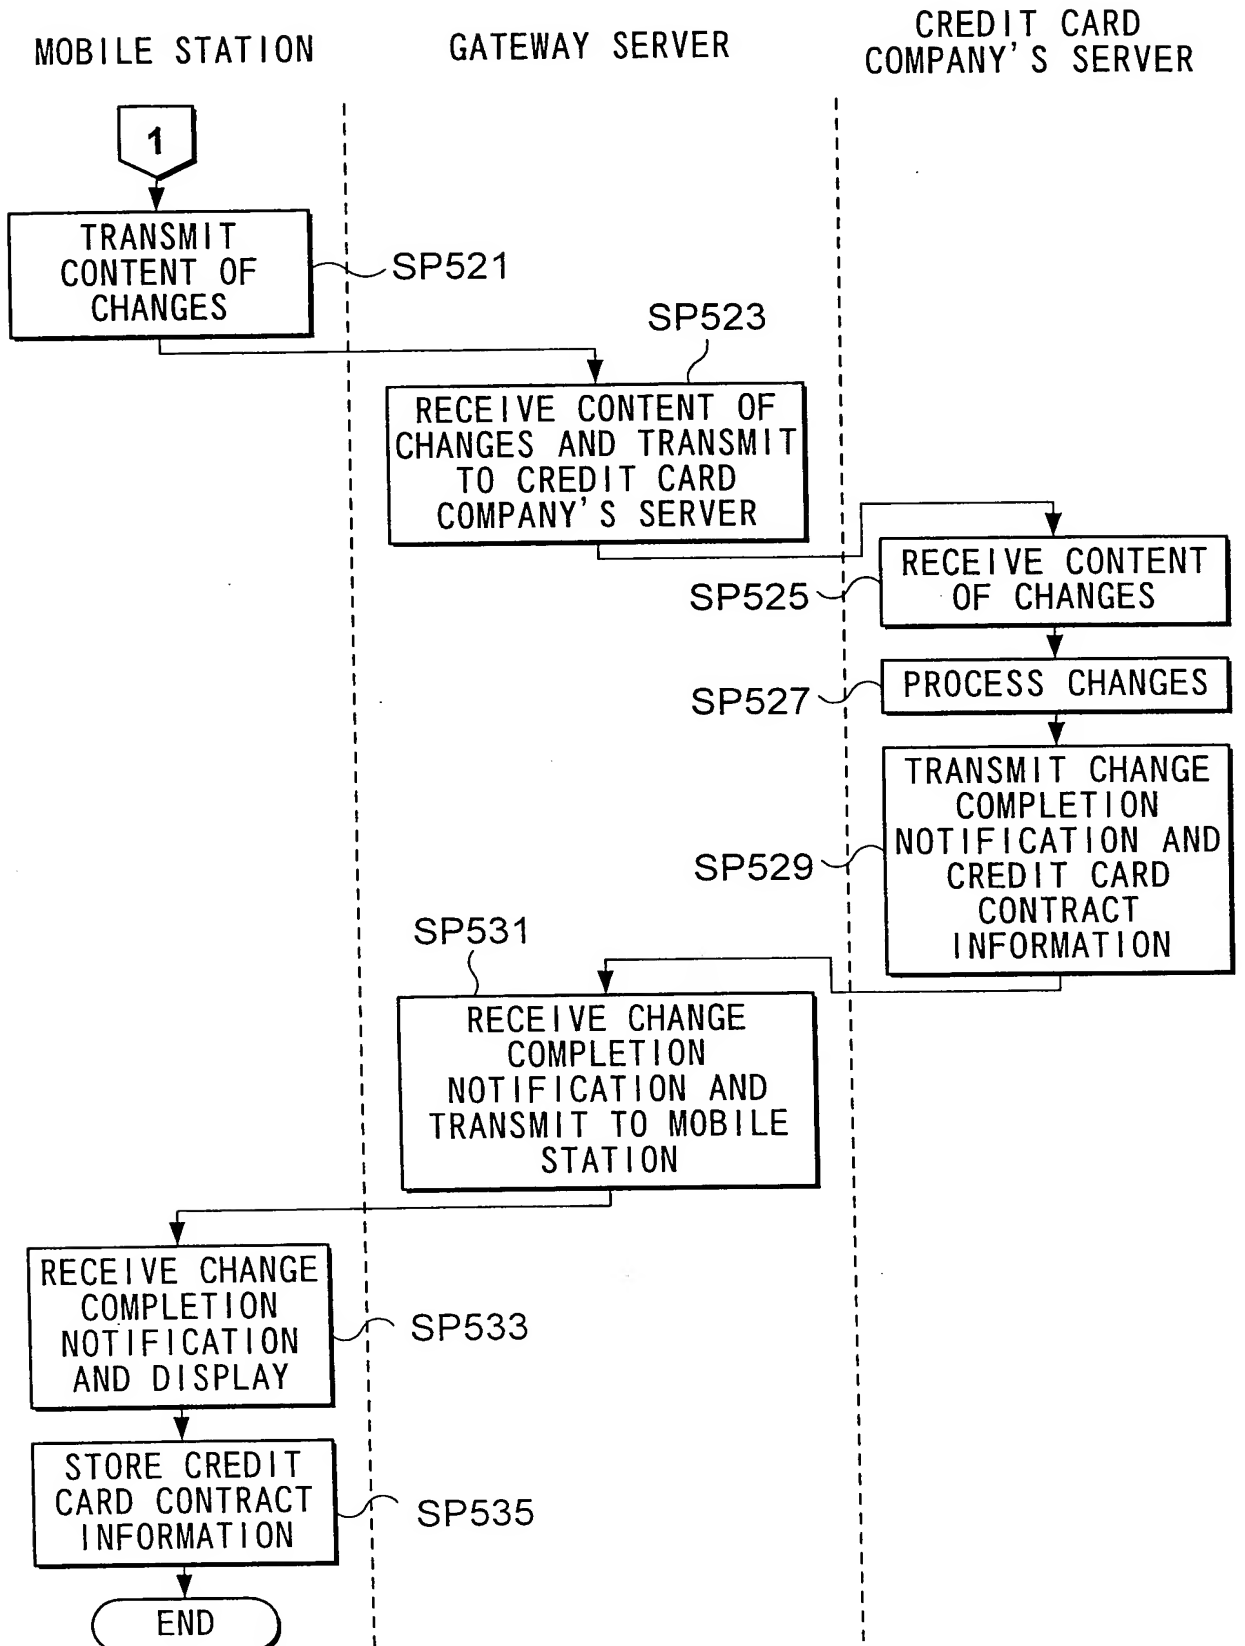 MOBILE STATION
GATEWAY SERVER
CREDIT CARD
COMPANY'S SERVER
1
TRANSMIT
CONTENT OF
CHANGES
SP521
SP523
RECEIVE CONTENT OF
CHANGES AND TRANSMIT
TO CREDIT CARD
COMPANY'S SERVER
RECEIVE CONTENT
OF CHANGES
SP525
PROCESS CHANGES
SP527
TRANSMIT CHANGE
COMPLETION
NOTIFICATION AND
CREDIT CARD
CONTRACT
INFORMATION
SP529
SP531
RECEIVE CHANGE
COMPLETION
NOTIFICATION AND
TRANSMIT TO MOBILE
STATION
RECEIVE CHANGE
COMPLETION
NOTIFICATION
AND DISPLAY
SP533
STORE CREDIT
CARD CONTRACT
INFORMATION
SP535
END